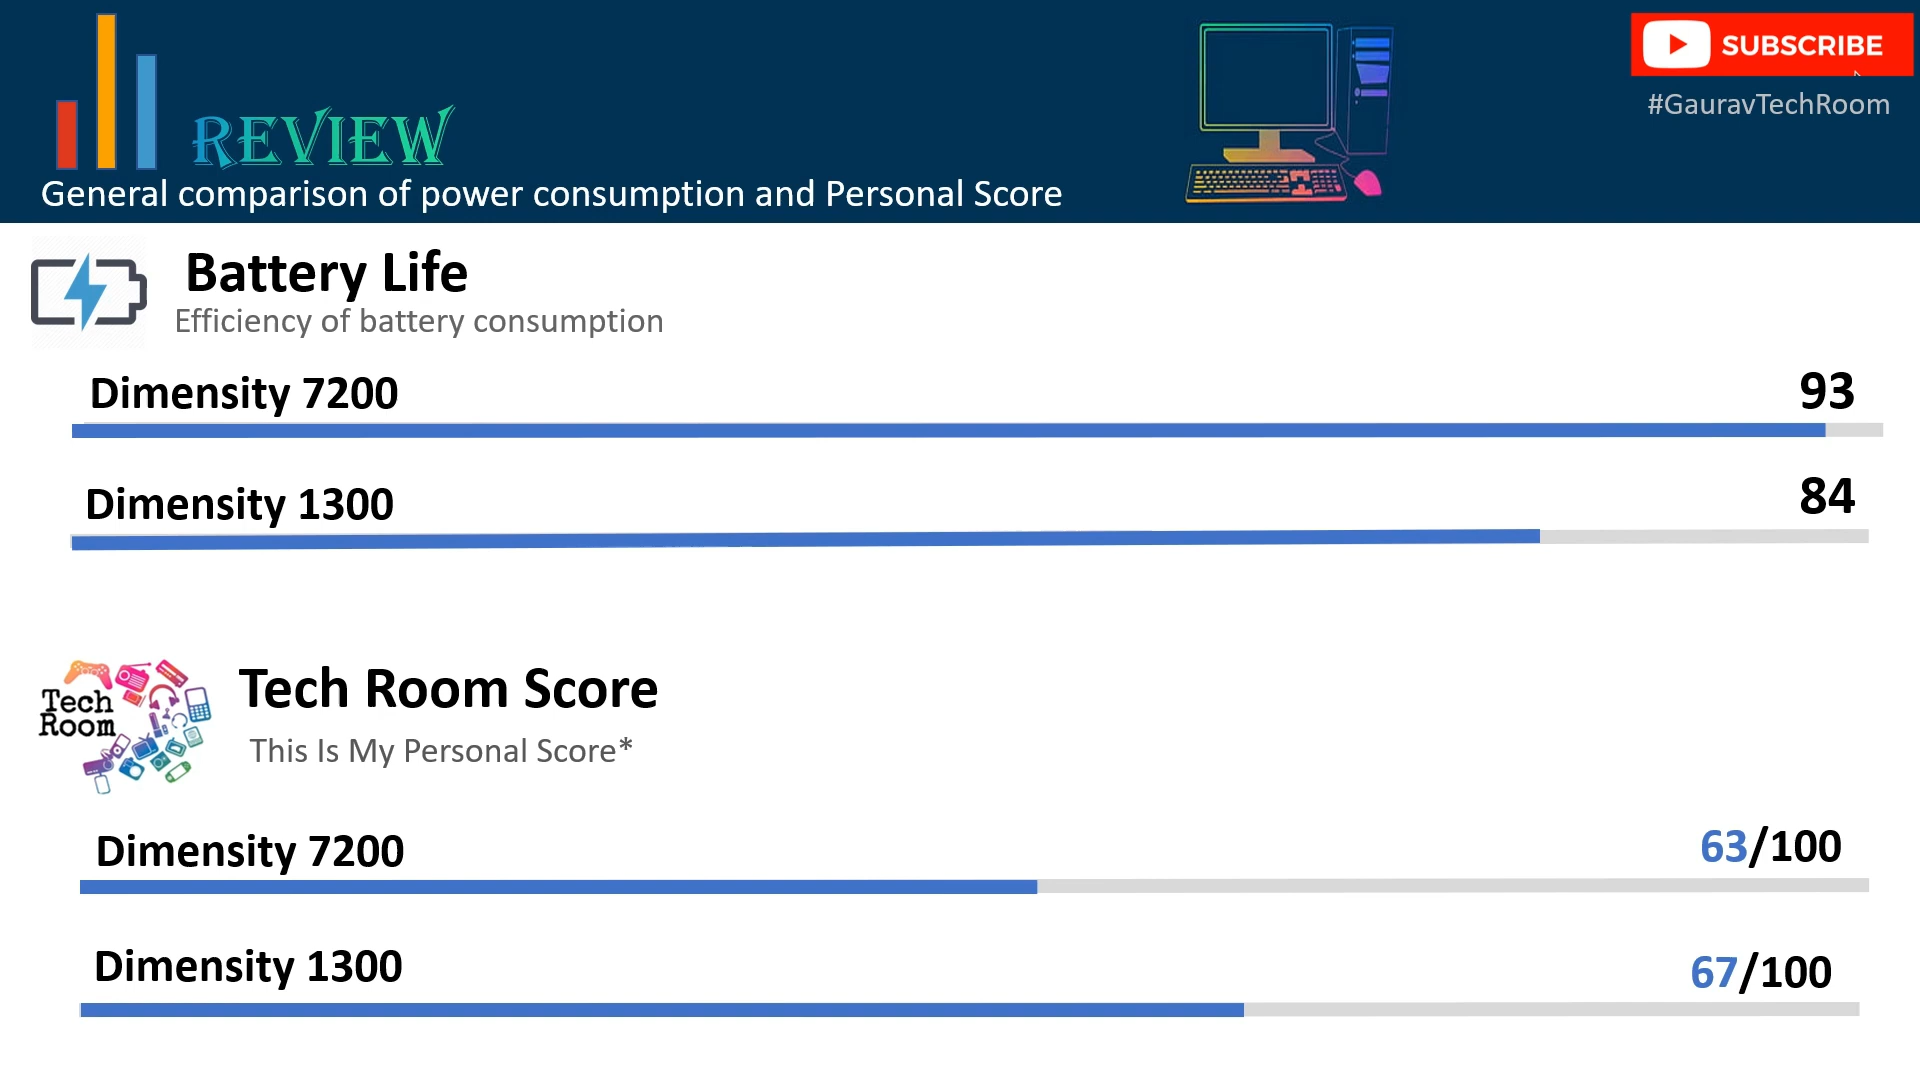 SUBSCRIBE
#GauravTechRoom
REVIEW
General comparison of power consumption and Personal Score
Battery Life
Efficiency of battery consumption
Dimensity 7200
93
Dimensity 1300
84
Tech
Room
Tech Room Score
This Is My Personal Score*
Dimensity 7200
63/100
Dimensity 1300
67/100